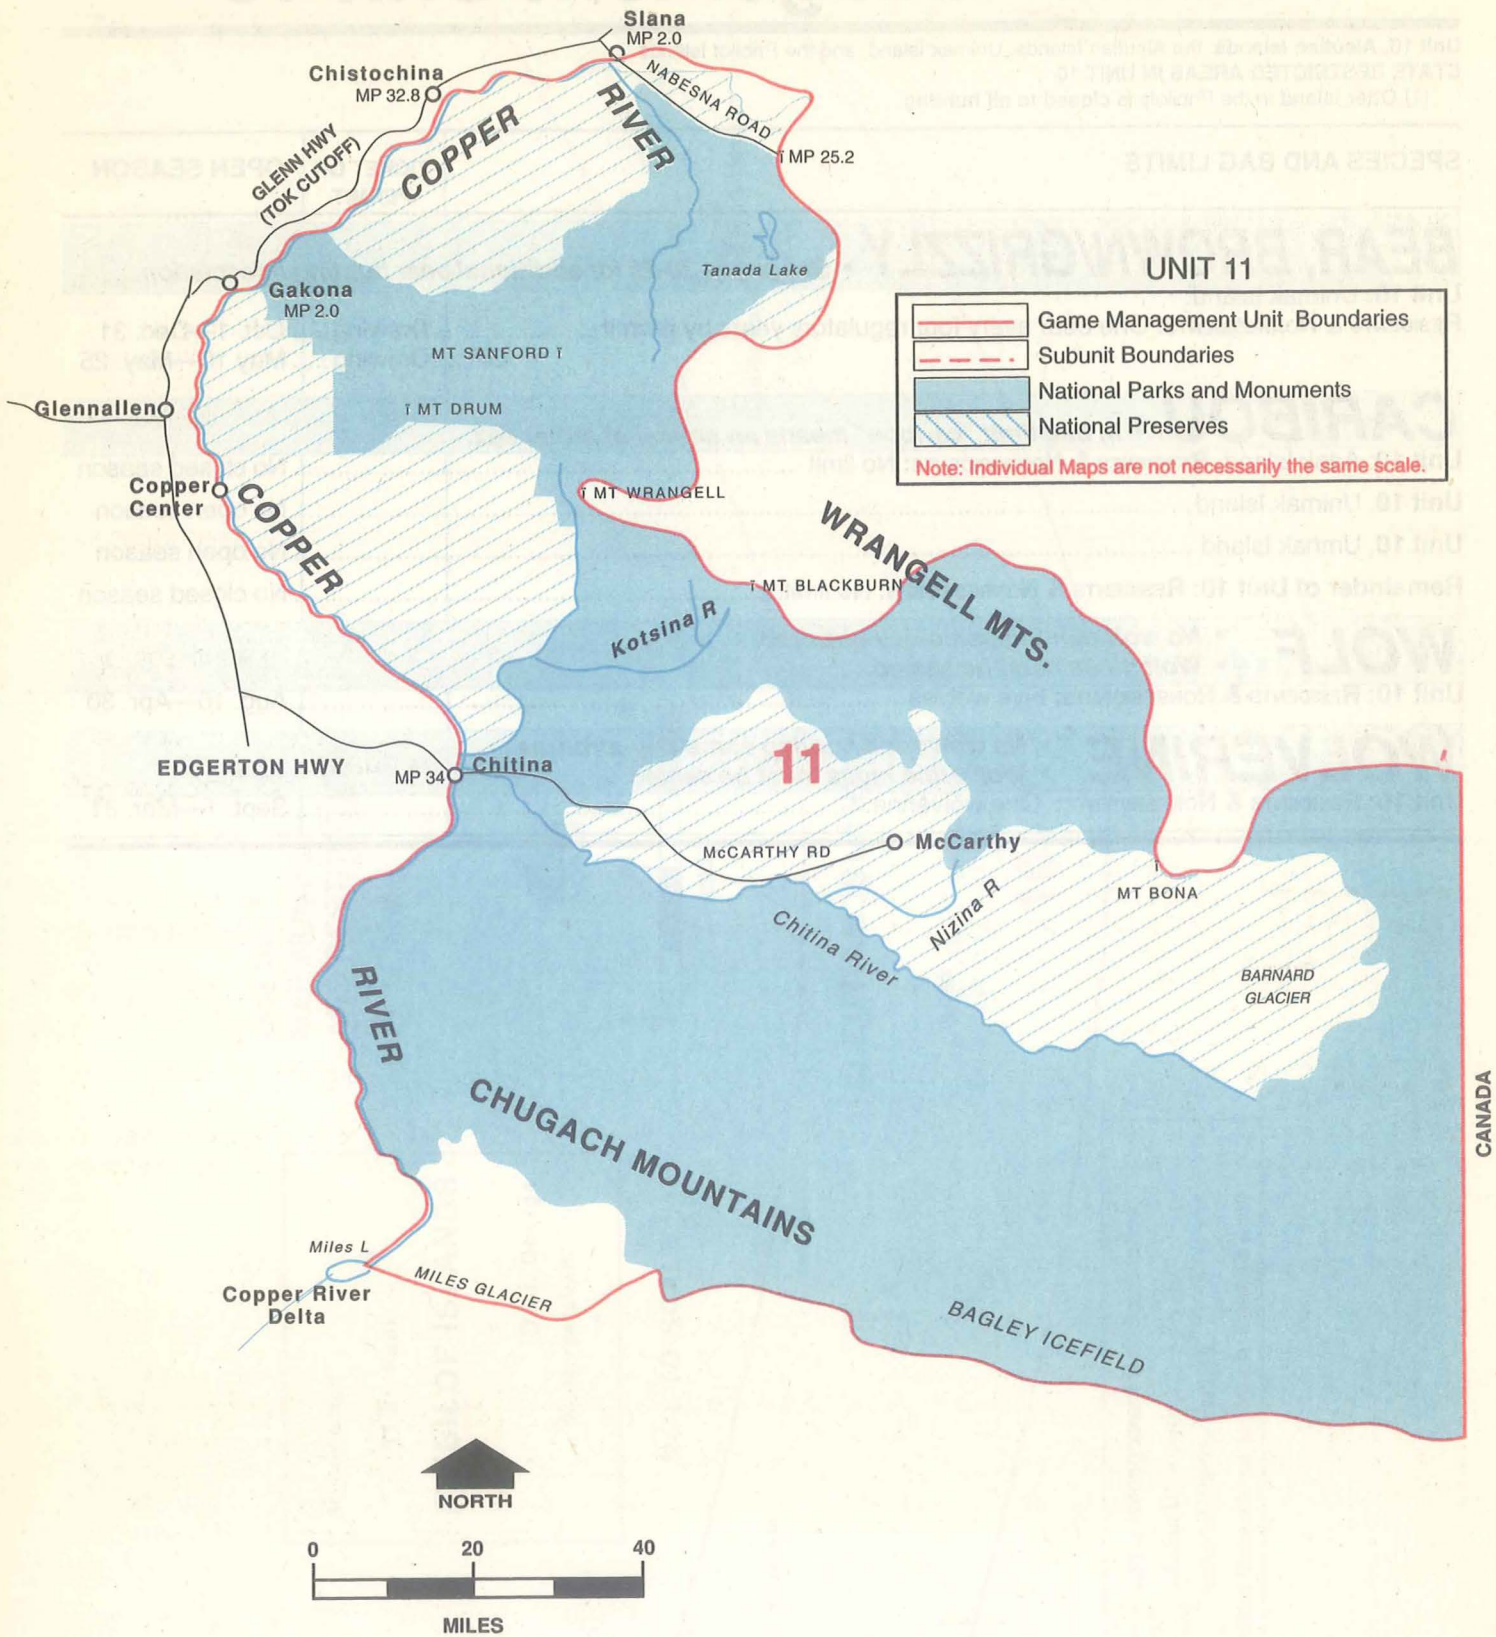 Slana
MP 2.0
Chistochina
MP 32.8
NABESNA ROAD
GLENN HWY
(TOK CUTOFF)
COPPER
RIVER
ï MP 25.2
Tanada Lake
Gakona
MP 2.0
UNIT 11
Game Management Unit Boundaries
Subunit Boundaries
National Parks and Monuments
National Preserves
Note: Individual Maps are not necessarily the same scale.
MT SANFORD ï
ï MT DRUM
Glennallen
Copper
Center
COPPER
ï MT WRANGELL
WRANGELL MTS.
ï MT BLACKBURN
Kotsina R
11
EDGERTON HWY
MP 34
Chitina
McCARTHY RD
McCarthy
ï
MT BONA
Nizina R
Chitina River
BARNARD
GLACIER
RIVER
CHUGACH MOUNTAINS
CANADA
Miles L
MILES GLACIER
Copper River
Delta
BAGLEY ICEFIELD
NORTH
0 20 40
MILES